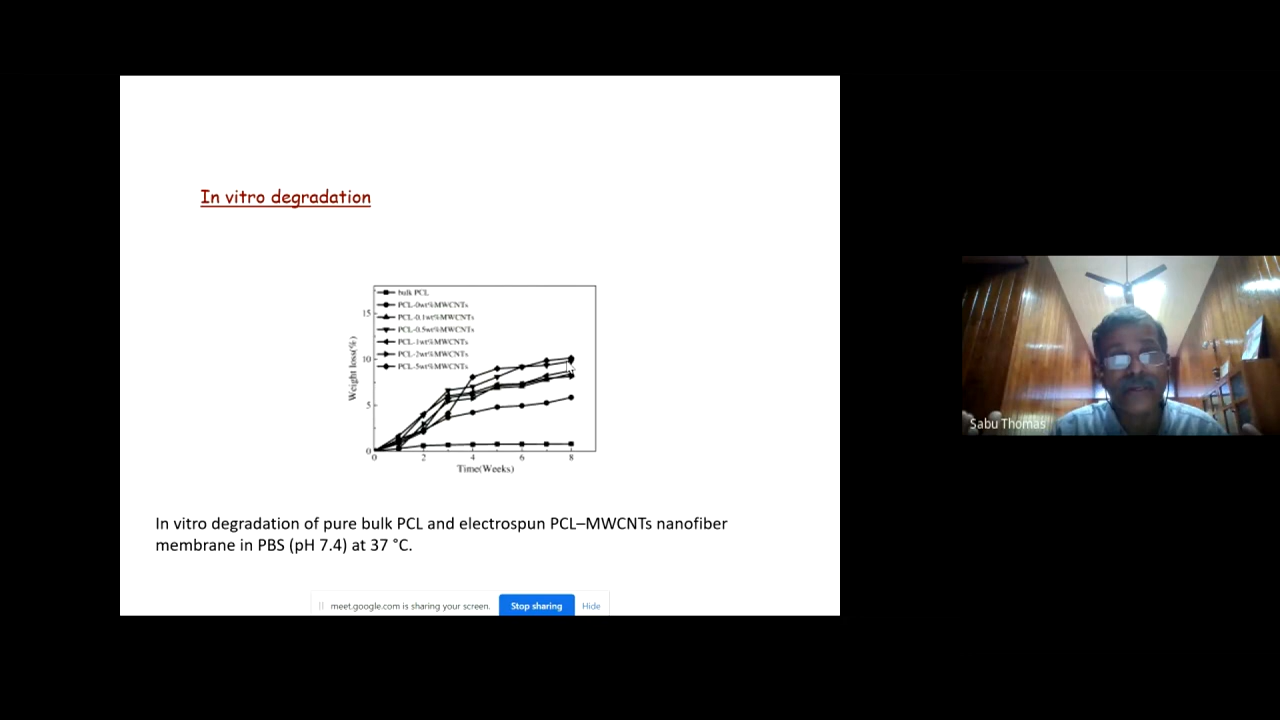 In vitro degradation
bulk PCL
PCL-0wt%MWCNTs
PCL-0.1wt%MWCNTs
PCL-0.5wt%MWCNTs
PCL-1wt%MWCNTs
PCL-2wt%MWCNTs
PCL-5wt%MWCNTs
Weight loss(%)
15
10
5
0
0 2 4 6 8
Time(Weeks)
In vitro degradation of pure bulk PCL and electrospun PCL–MWCNTs nanofiber
membrane in PBS (pH 7.4) at 37 °C.
meet.google.com is sharing your screen. Stop sharing Hide
Sabu Thomas